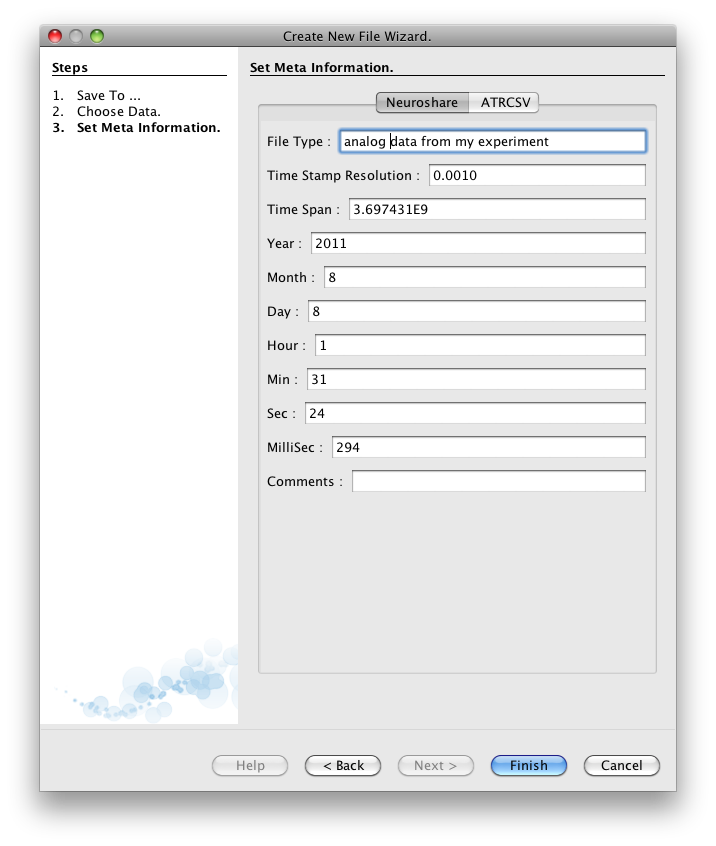 Create New File Wizard.
Steps
1. Save To ...
2. Choose Data.
3. Set Meta Information.
Set Meta Information.
Neuroshare ATRCSV
File Type : analog data from my experiment
Time Stamp Resolution : 0.0010
Time Span : 3.697431E9
Year : 2011
Month : 8
Day : 8
Hour : 1
Min : 31
Sec : 24
MilliSec : 294
Comments :
Help < Back Next > Finish Cancel